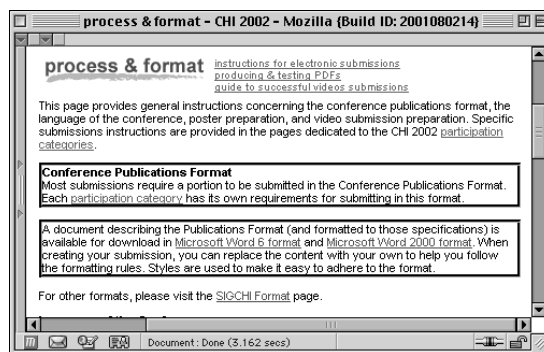 process & format - CHI 2002 - Mozilla {Build ID: 2001080214}
process & format
instructions for electronic submissions
producing & testing PDFs
guide to successful videos submissions
This page provides general instructions concerning the conference publications format, the
language of the conference, poster preparation, and video submission preparation. Specific
submissions instructions are provided in the pages dedicated to the CHI 2002 participation
categories.
Conference Publications Format
Most submissions require a portion to be submitted in the Conference Publications Format.
Each participation category has its own requirements for submitting in this format.
A document describing the Publications Format (and formatted to those specifications) is
available for download in Microsoft Word 6 format and Microsoft Word 2000 format. When
creating your submission, you can replace the content with your own to help you follow
the formatting rules. Styles are used to make it easy to adhere to the format.
For other formats, please visit the SIGCHI Format page.
Document: Done (3.162 secs)